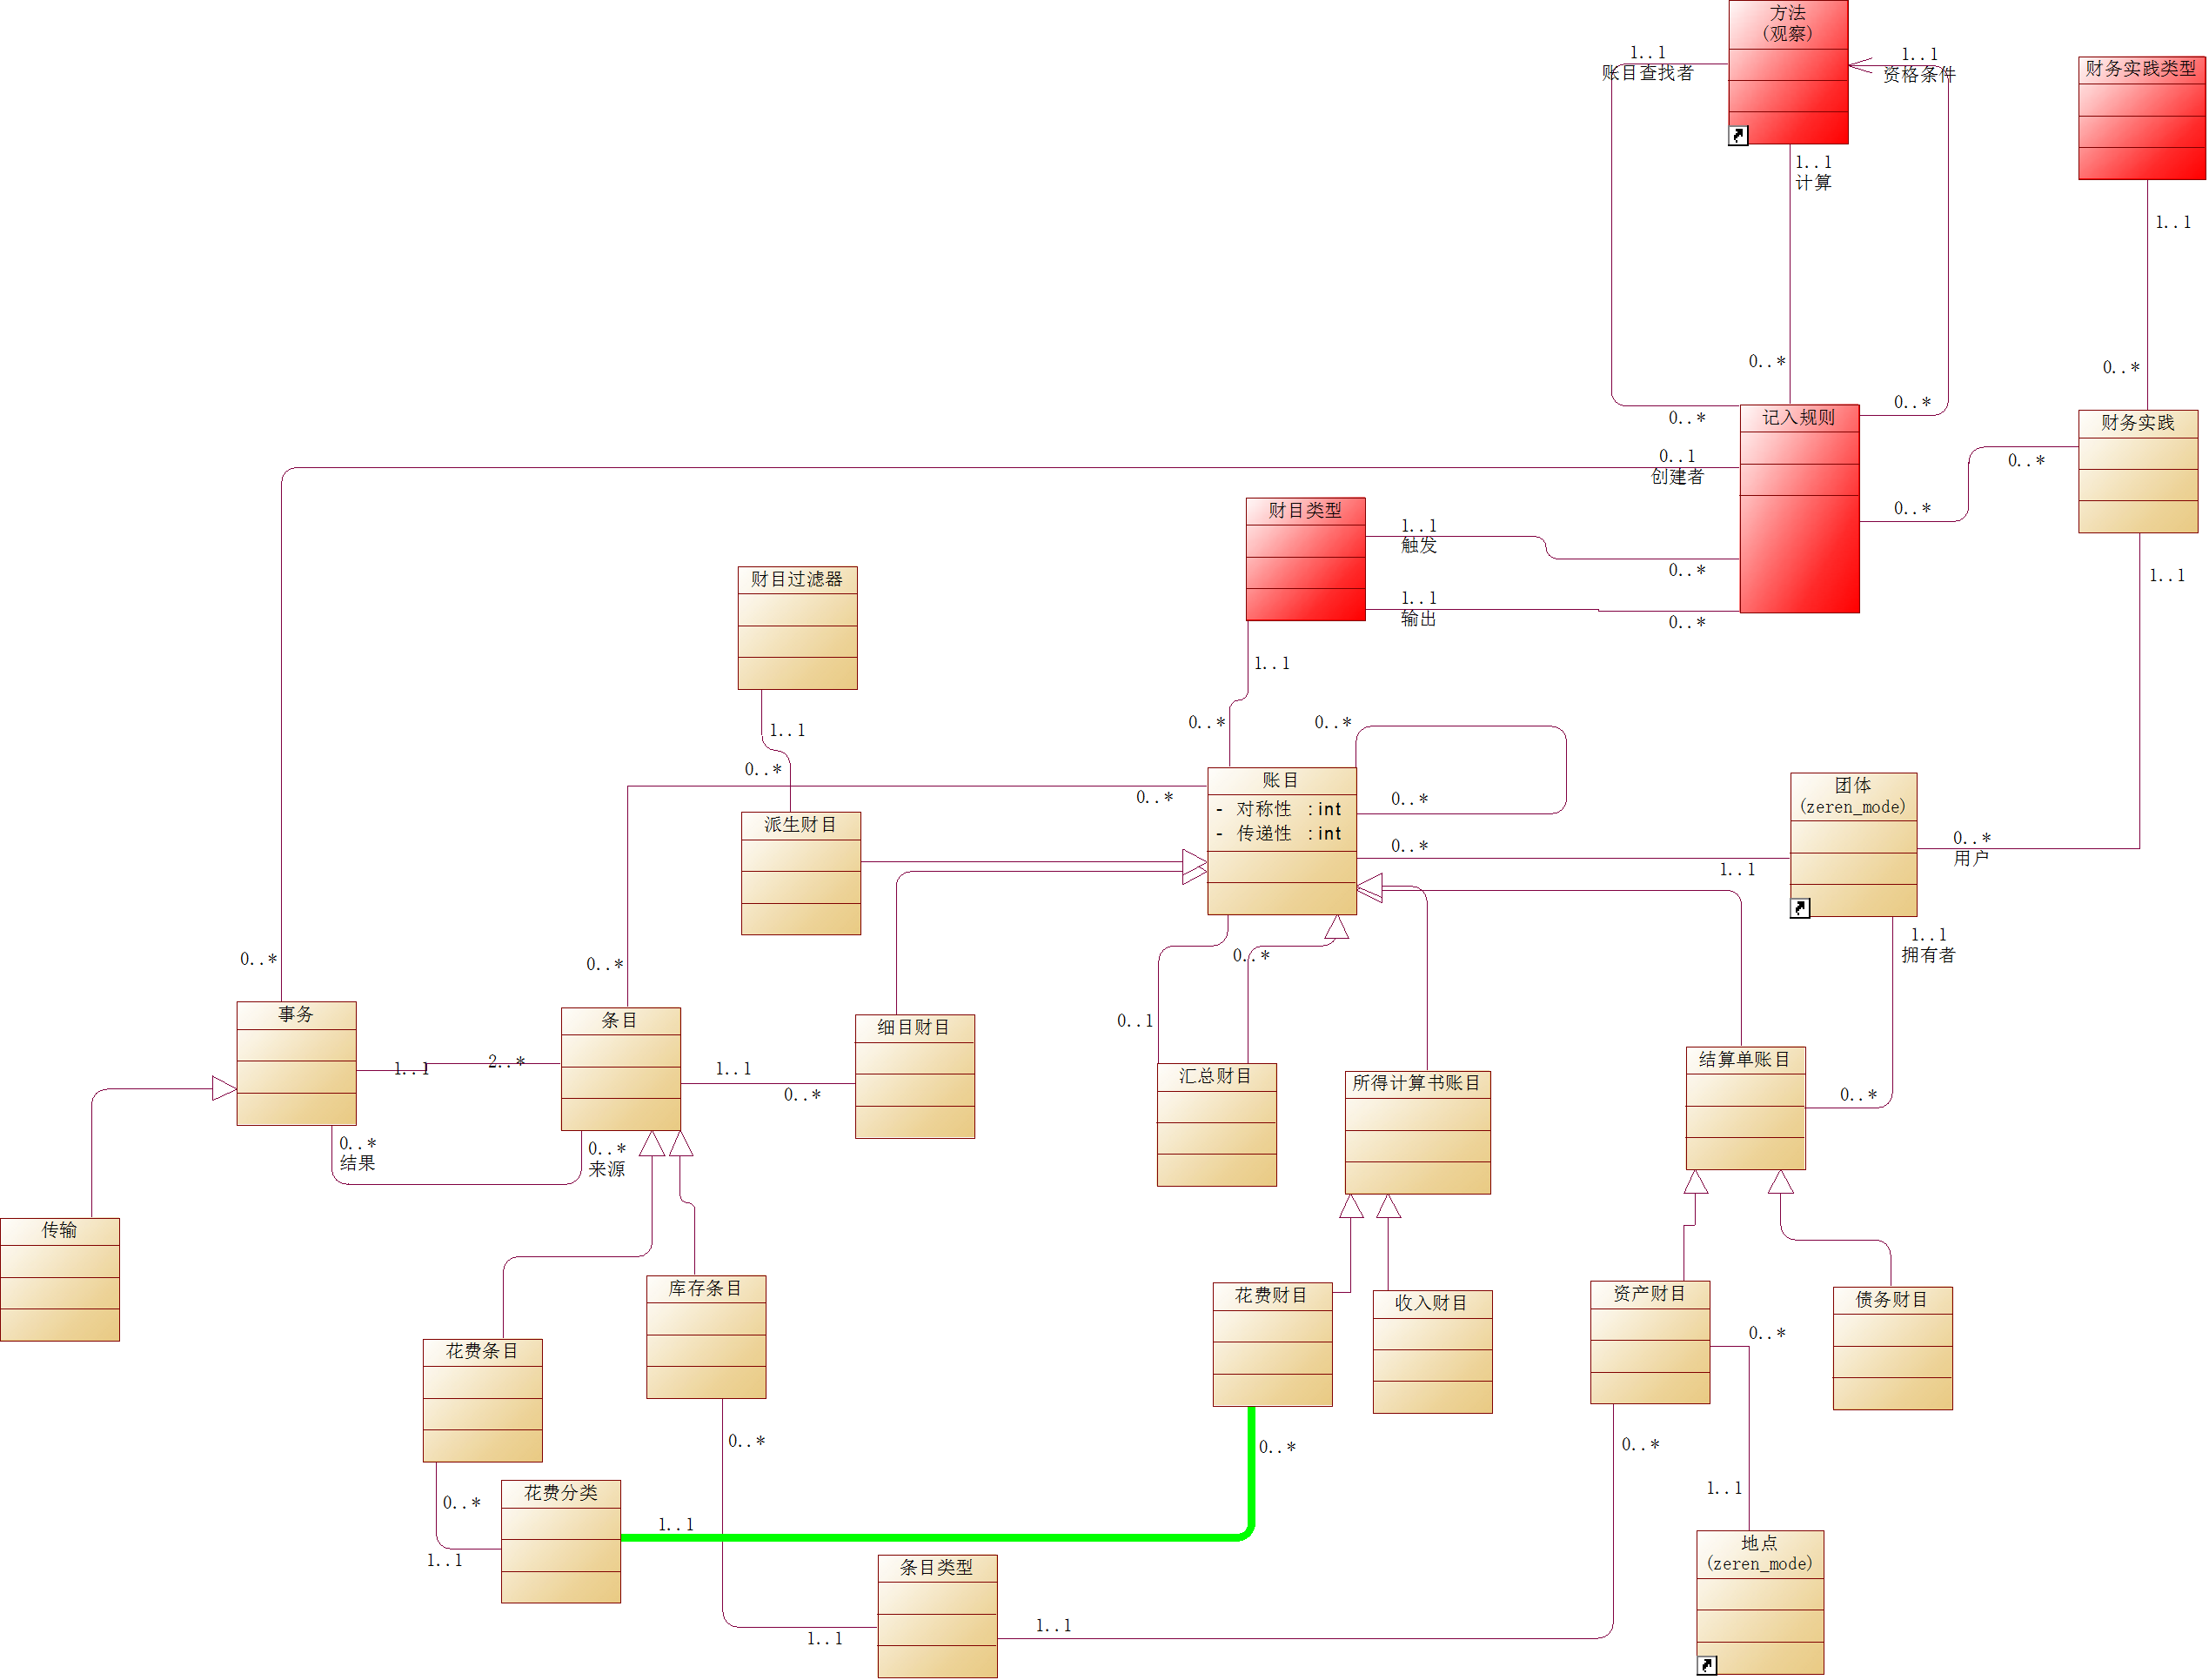 方法
(观察)
1..1
账目查找者
1..1
资格条件
财务实践类型
1..1
计算
1..1
0..*
0..*
0..*
0..*
记入规则
财务实践
0..1
创建者
0..*
0..*
财目类型
1..1
触发
0..*
1..1
输出
0..*
财目过滤器
1..1
1..1
0..*
0..*
1..1
0..*
0..*
账目
- 对称性 :int
- 传递性 :int
0..*
团体
(zeren_mode)
派生财目
0..*
1..1
0..*
用户
1..1
拥有者
0..*
0..*
0..*
事务
条目
细目财目
0..1
结算单账目
1..1
2..*
1..1
0..*
汇总财目
所得计算书账目
0..*
0..*
结果
0..*
来源
传输
库存条目
花费财目
收入财目
资产财目
债务财目
花费条目
0..*
0..*
0..*
0..*
0..*
1..1
花费分类
1..1
1..1
地点
(zeren_mode)
条目类型
1..1
1..1